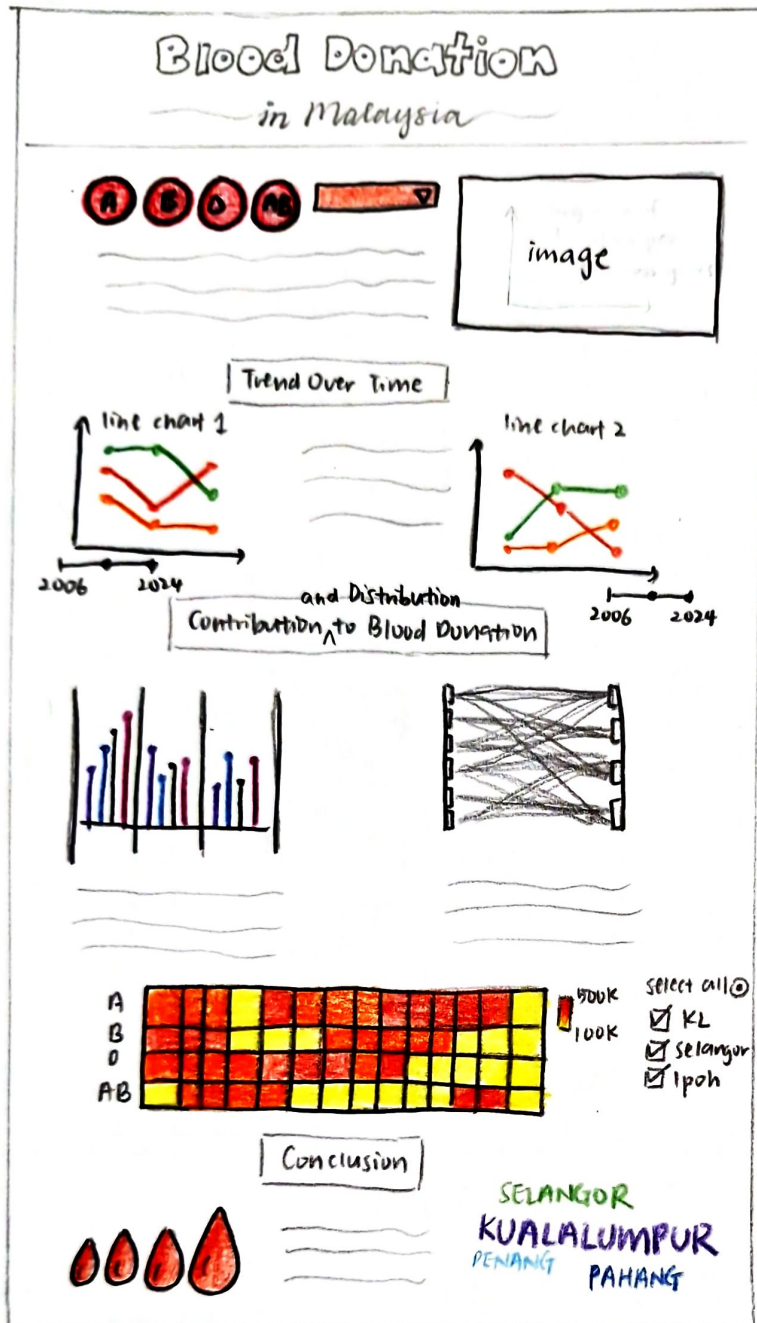 Blood Donation
in Malaysia
A B O AB
image
Trend Over Time
line chart 1
line chart 2
2006 2024
2006 2024
and Distribution
Contribution ^ to Blood Donation
A
B
O
AB
500K
100K
select all
KL
Selangor
Ipoh
Conclusion
SELANGOR
KUALALUMPUR
PENANG
PAHANG